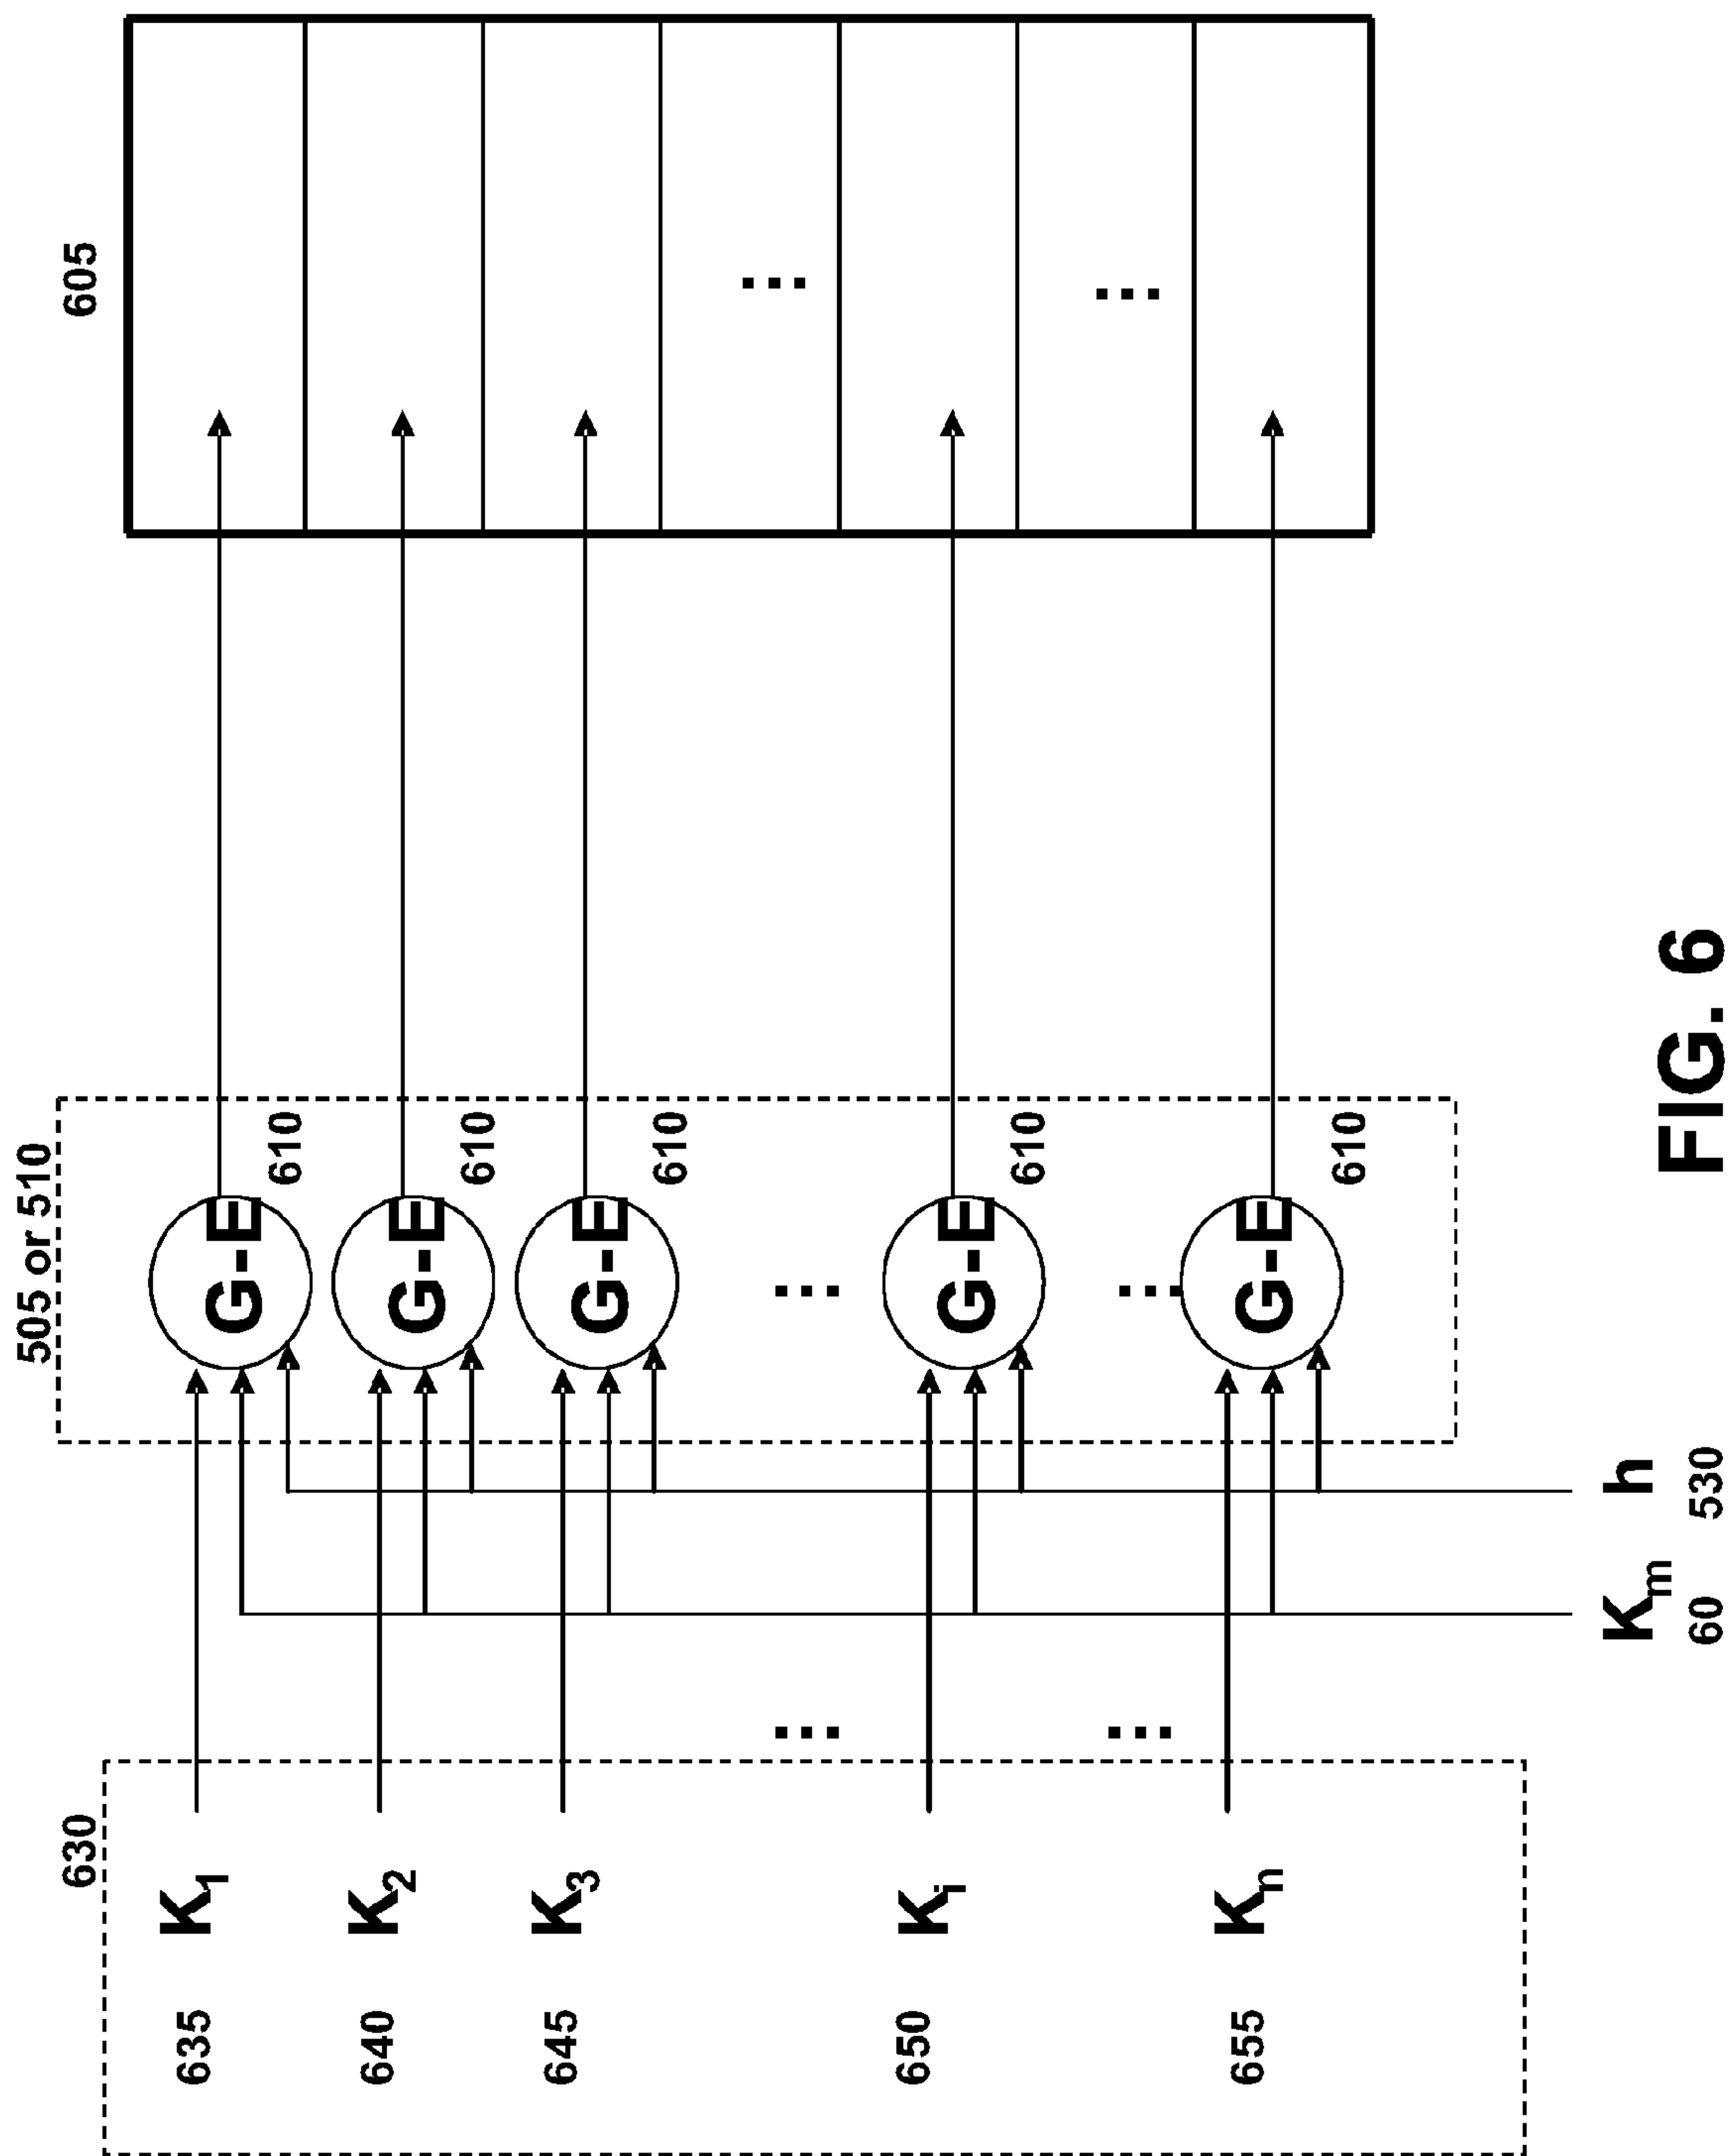 505 or 510
630
605
635 K₁ G-E
610
640 K₂ G-E
610
645 K₃ G-E
610
⋮ ⋮ ⋮
650 Kᵢ G-E
610
⋮ ⋮ ⋮
655 Kₙ G-E
610
Kₘ h
60 530
FIG. 6